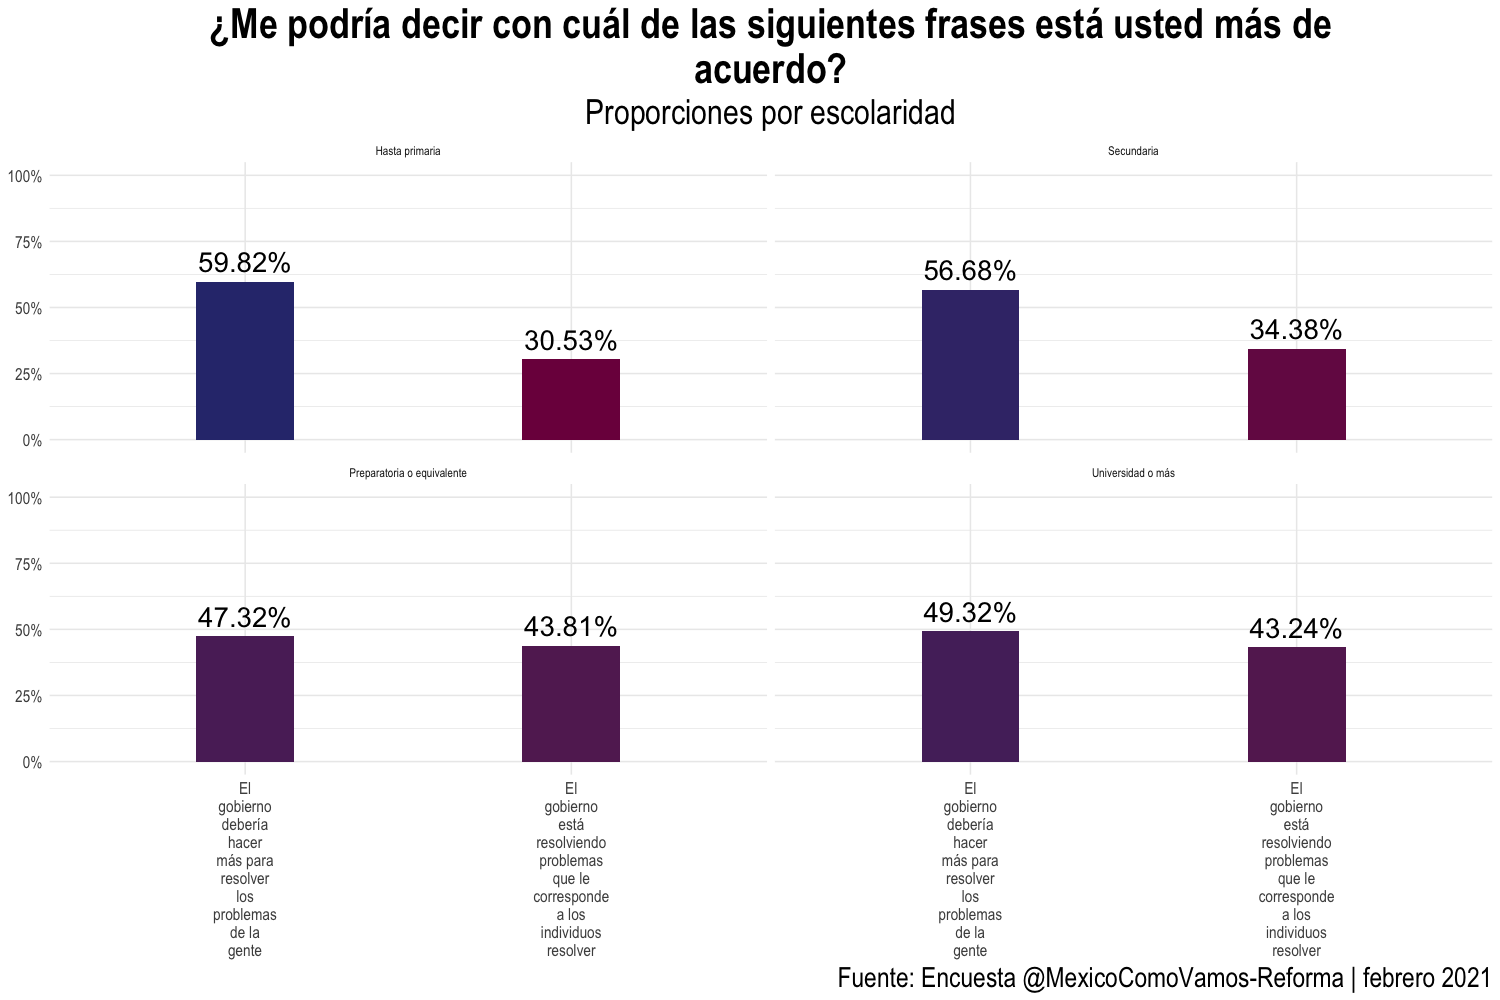 ¿Me podría decir con cuál de las siguientes frases está usted más de
acuerdo?
Proporciones por escolaridad
Hasta primaria
100%
75%
50%
25%
0%
59.82%
30.53%
Secundaria
56.68%
34.38%
Preparatoria o equivalente
100%
75%
50%
25%
0%
47.32%
43.81%
Universidad o más
49.32%
43.24%
El
gobierno
debería
hacer
más para
resolver
los
problemas
de la
gente
El
gobierno
está
resolviendo
problemas
que le
corresponde
a los
individuos
resolver
El
gobierno
debería
hacer
más para
resolver
los
problemas
de la
gente
El
gobierno
está
resolviendo
problemas
que le
corresponde
a los
individuos
resolver
Fuente: Encuesta @MexicoComoVamos-Reforma | febrero 2021